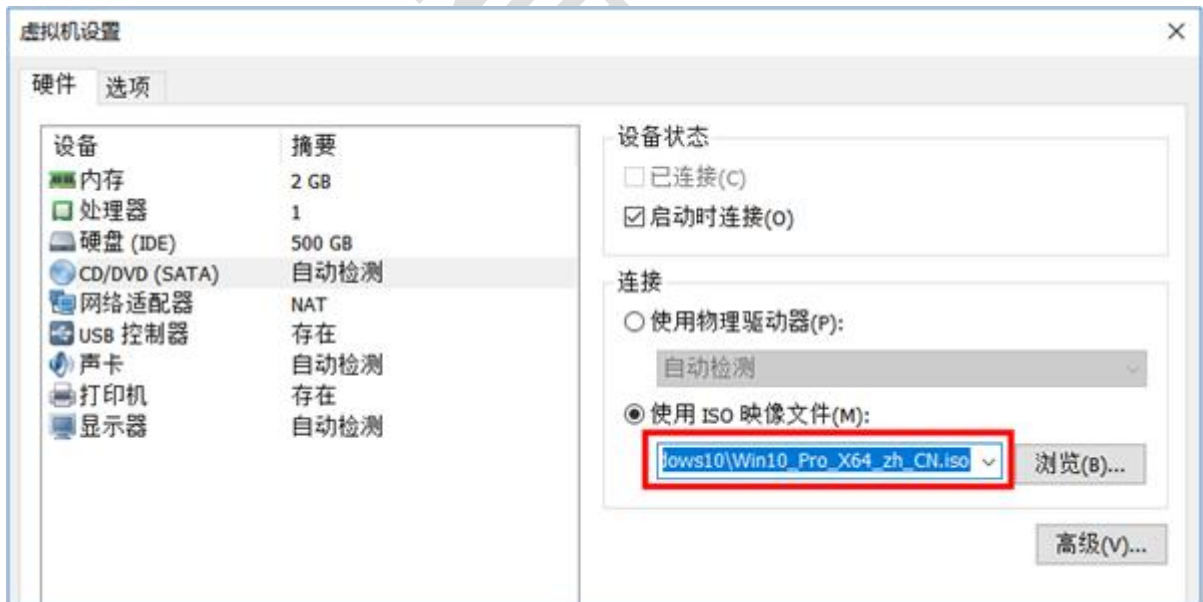 虚拟机设置
硬件 选项
设备 摘要
内存 2 GB
处理器 1
硬盘 (IDE) 500 GB
CD/DVD (SATA) 自动检测
网络适配器 NAT
USB 控制器 存在
声卡 自动检测
打印机 存在
显示器 自动检测
设备状态
已连接(C)
启动时连接(O)
连接
使用物理驱动器(P):
自动检测
使用 ISO 映像文件(M):
dows10\Win10_Pro_X64_zh_CN.iso
浏览(B)...
高级(V)...